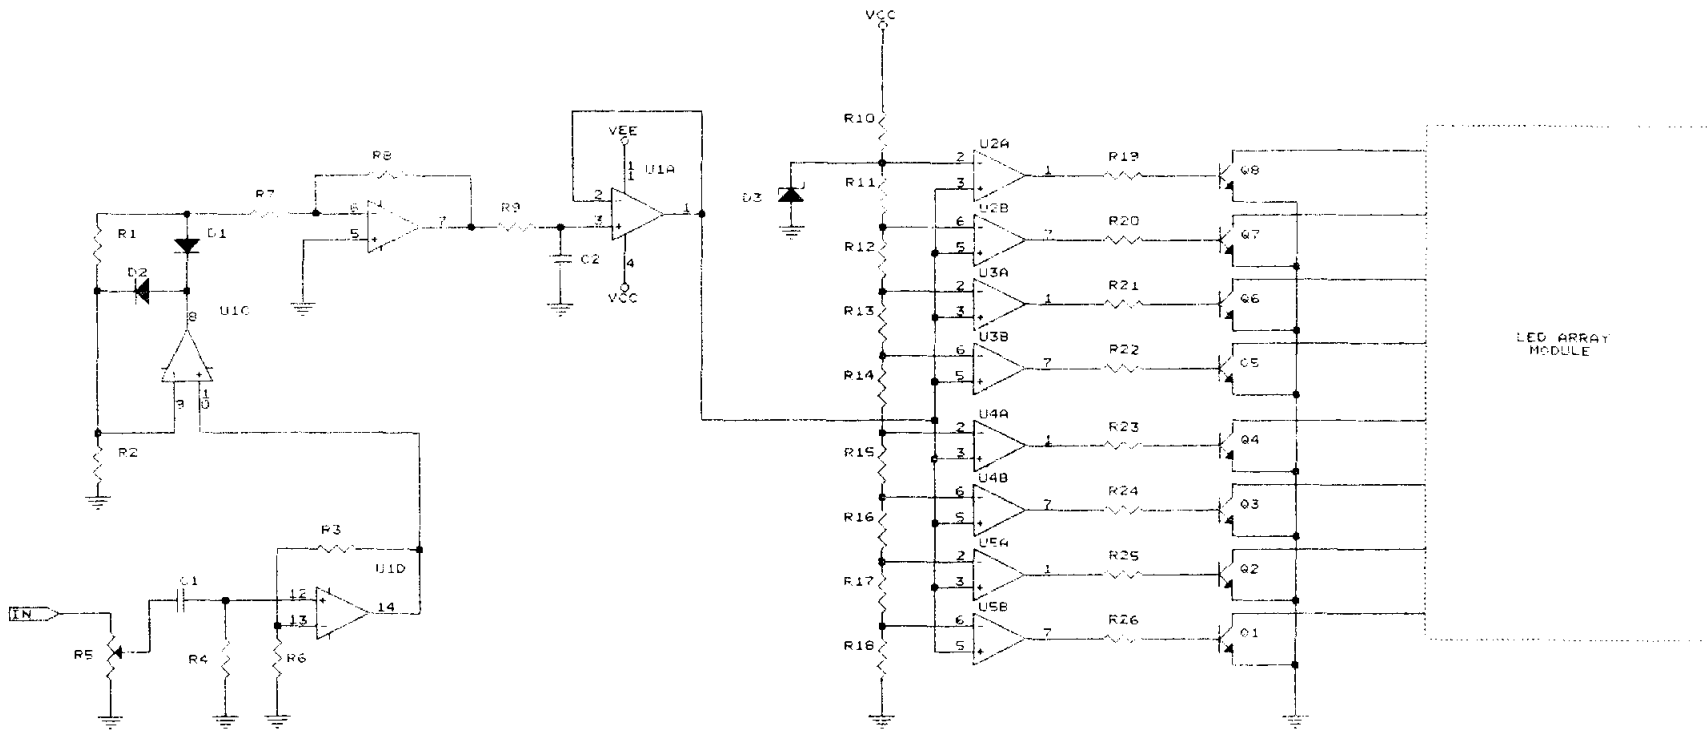 VCC
R10
U2A
2
3
1
R19
Q8
R11
D3
U2B
6
5
7
R20
Q7
R12
U3A
2
3
1
R21
Q6
R13
U3B
6
5
7
R22
Q5
R14
U4A
2
3
1
R23
Q4
R15
U4B
6
5
7
R24
Q3
R16
U5A
2
3
1
R25
Q2
R17
U5B
6
5
7
R26
Q1
R18
LED ARRAY
MODULE
VEE
11
U1A
2
3
1
4
VCC
R8
R7
6
5
7
R9
C2
R1
D1
D2
U1C
8
9
10
R2
R3
U1D
C1
12
13
14
IN
R5
R4
R6